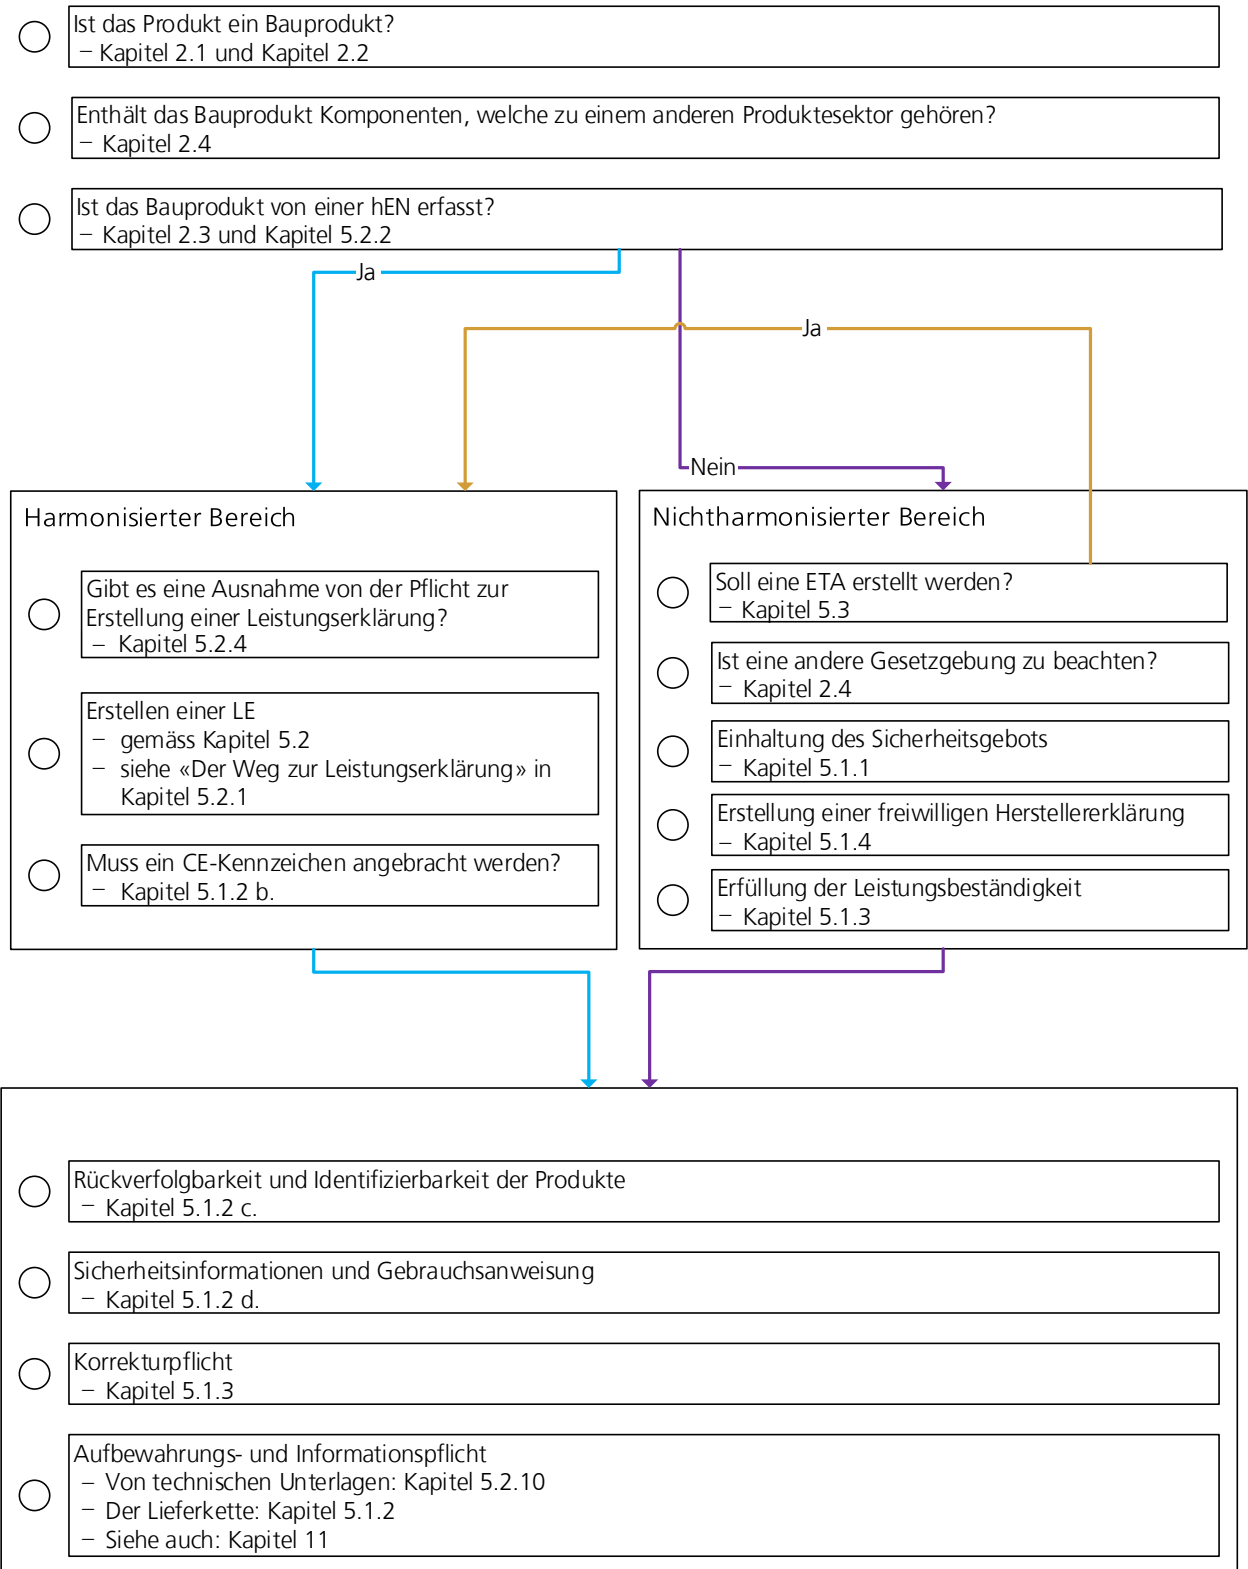 Ist das Produkt ein Bauprodukt?
– Kapitel 2.1 und Kapitel 2.2
Enthält das Bauprodukt Komponenten, welche zu einem anderen Produktesektor gehören?
– Kapitel 2.4
Ist das Bauprodukt von einer hEN erfasst?
– Kapitel 2.3 und Kapitel 5.2.2
Ja
Ja
Nein
Harmonisierter Bereich
Gibt es eine Ausnahme von der Pflicht zur
Erstellung einer Leistungserklärung?
– Kapitel 5.2.4
Erstellen einer LE
– gemäss Kapitel 5.2
– siehe «Der Weg zur Leistungserklärung» in
Kapitel 5.2.1
Muss ein CE-Kennzeichen angebracht werden?
– Kapitel 5.1.2 b.
Nichtharmonisierter Bereich
Soll eine ETA erstellt werden?
– Kapitel 5.3
Ist eine andere Gesetzgebung zu beachten?
– Kapitel 2.4
Einhaltung des Sicherheitsgebots
– Kapitel 5.1.1
Erstellung einer freiwilligen Herstellererklärung
– Kapitel 5.1.4
Erfüllung der Leistungsbeständigkeit
– Kapitel 5.1.3
Rückverfolgbarkeit und Identifizierbarkeit der Produkte
– Kapitel 5.1.2 c.
Sicherheitsinformationen und Gebrauchsanweisung
– Kapitel 5.1.2 d.
Korrekturpflicht
– Kapitel 5.1.3
Aufbewahrungs- und Informationspflicht
– Von technischen Unterlagen: Kapitel 5.2.10
– Der Lieferkette: Kapitel 5.1.2
– Siehe auch: Kapitel 11